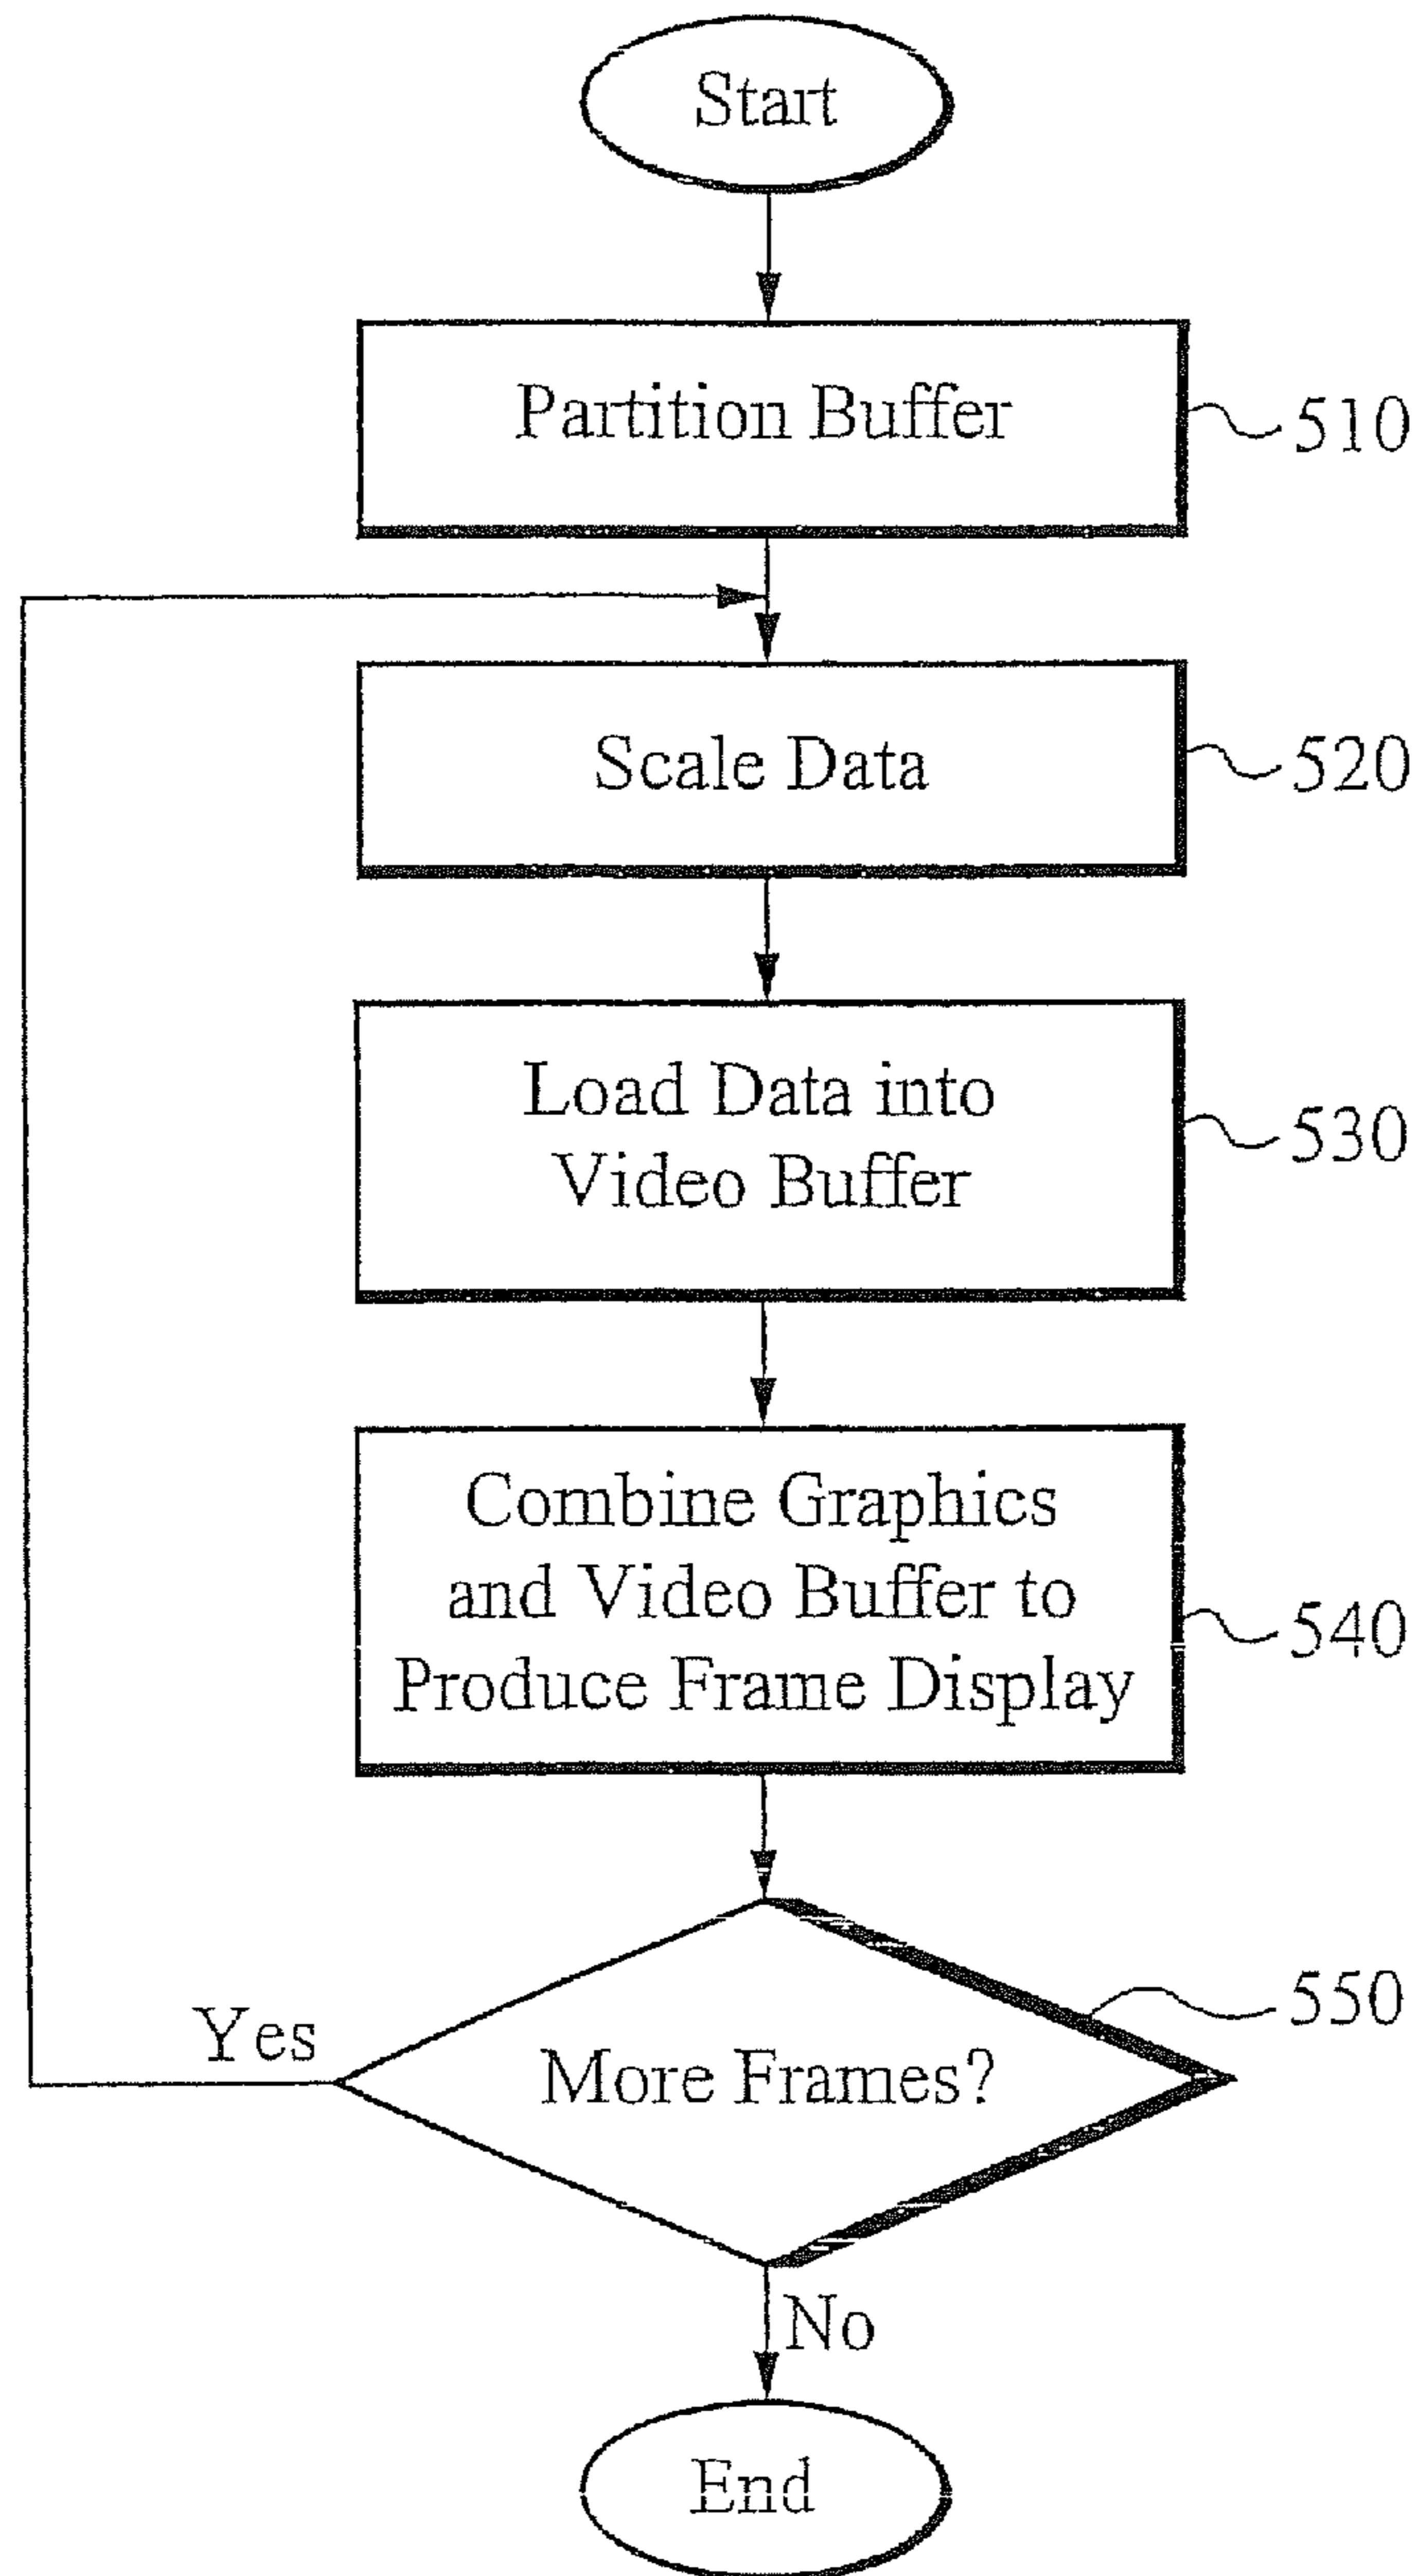 Start
Partition Buffer
510
Scale Data
520
Load Data into
Video Buffer
530
Combine Graphics
and Video Buffer to
Produce Frame Display
540
More Frames?
550
Yes
No
End